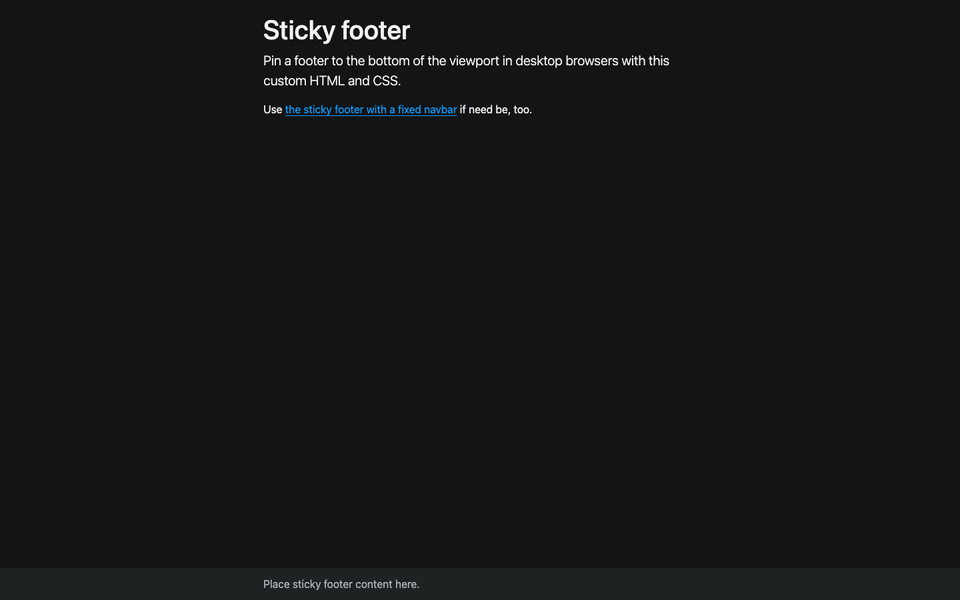 Sticky footer
Pin a footer to the bottom of the viewport in desktop browsers with this
custom HTML and CSS.
Use the sticky footer with a fixed navbar if need be, too.
Place sticky footer content here.